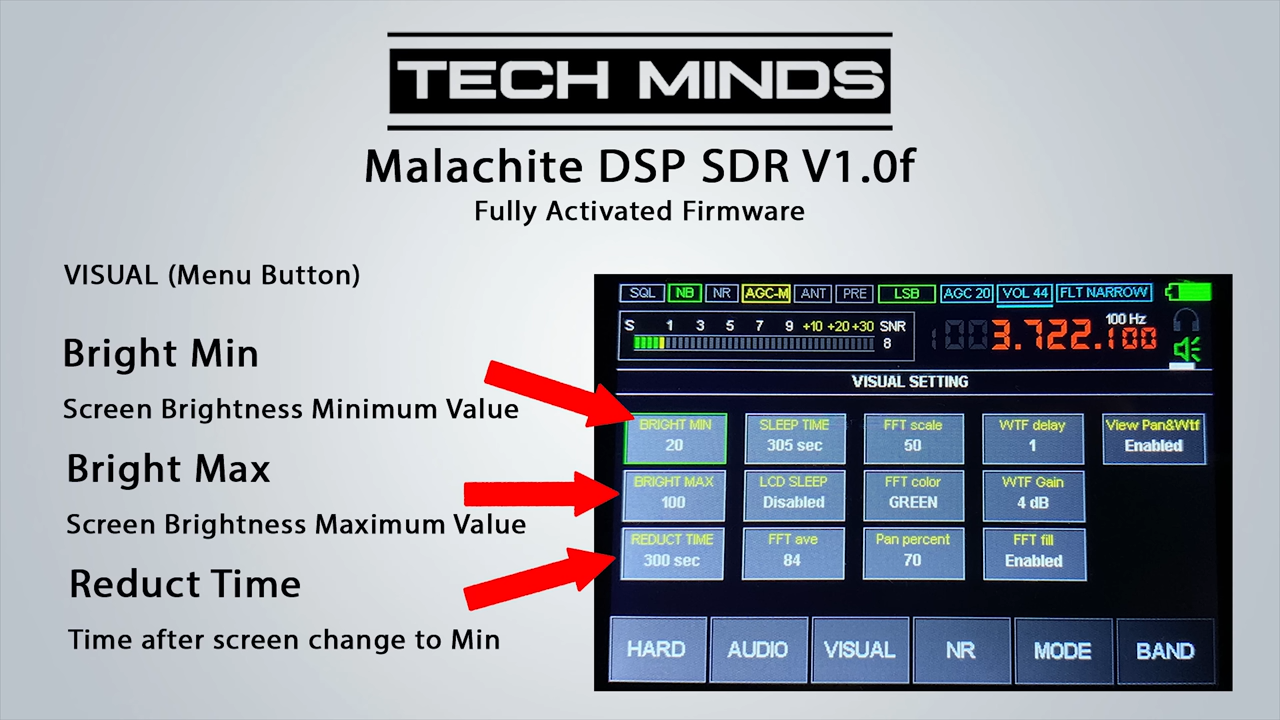 TECH MINDS
Malachite DSP SDR V1.0f
Fully Activated Firmware
VISUAL (Menu Button)
Bright Min
Screen Brightness Minimum Value
Bright Max
Screen Brightness Maximum Value
Reduct Time
Time after screen change to Min
SQL NB NR AGC-M ANT PRE LSB AGC 20 VOL 44 FLT NARROW
S 1 3 5 7 9 +10 +20 +30 SNR
8
100 Hz
3.722.100
VISUAL SETTING
BRIGHT MIN SLEEP TIME FFT scale WTF delay View Pan&Wtf
20 305 sec 50 1 Enabled
BRIGHT MAX LCD SLEEP FFT color WTF Gain
100 Disabled GREEN 4 dB
REDUCT TIME FFT ave Pan percent FFT fill
300 sec 84 70 Enabled
HARD AUDIO VISUAL NR MODE BAND